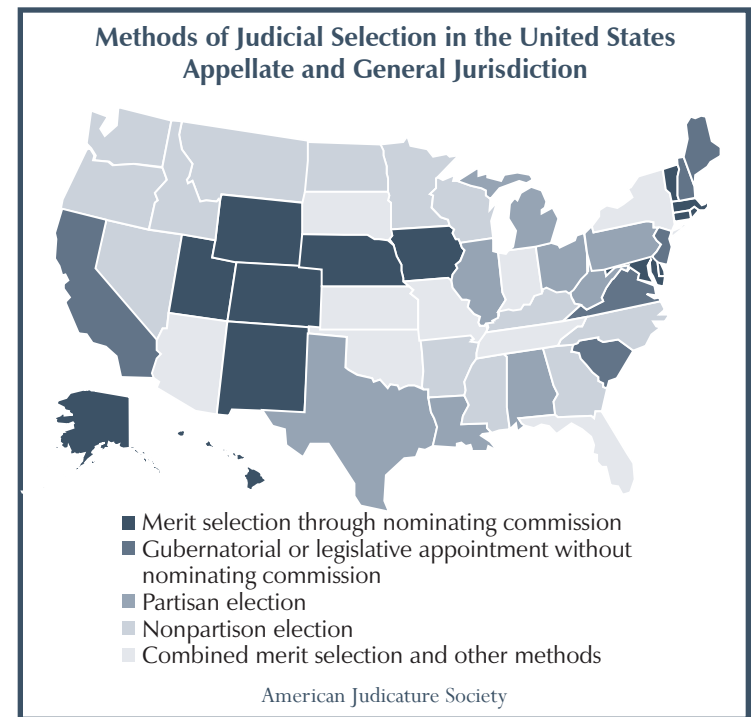 Methods of Judicial Selection in the United States
Appellate and General Jurisdiction
Merit selection through nominating commission
Gubernatorial or legislative appointment without
nominating commission
Partisan election
Nonpartison election
Combined merit selection and other methods
American Judicature Society